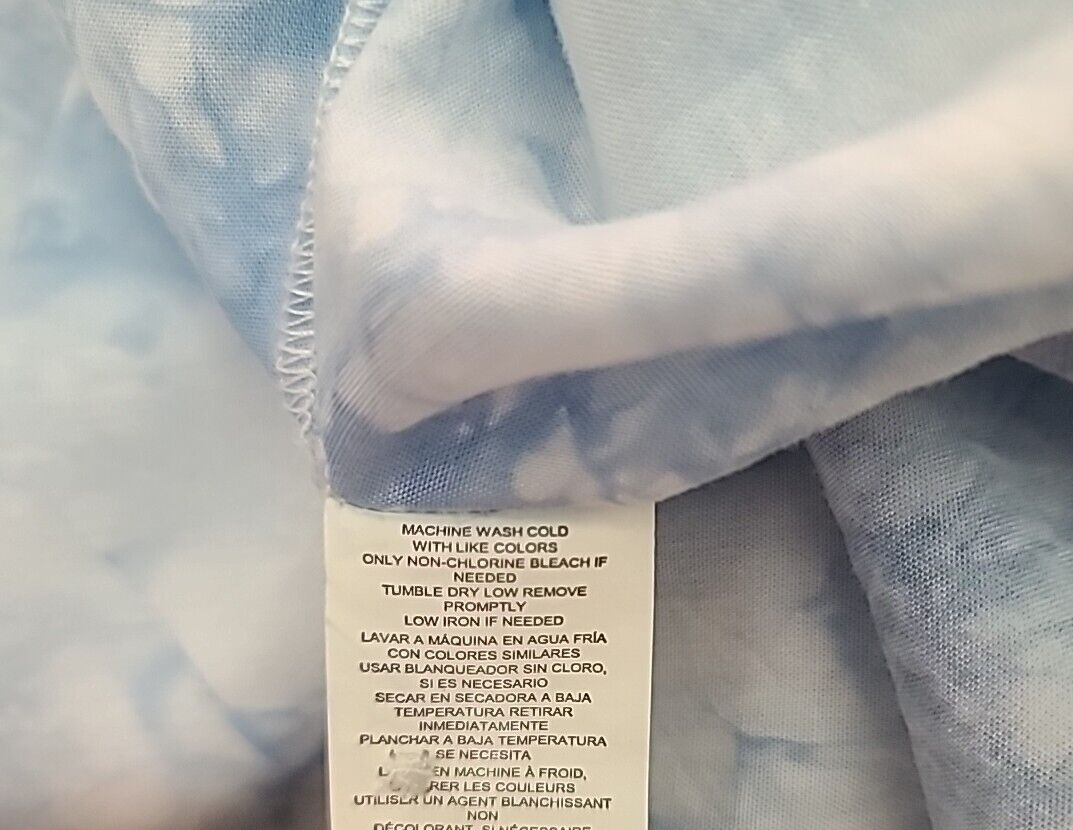 MACHINE WASH COLD
WITH LIKE COLORS
ONLY NON-CHLORINE BLEACH IF
NEEDED
TUMBLE DRY LOW REMOVE
PROMPTLY
LOW IRON IF NEEDED
LAVAR A MÁQUINA EN AGUA FRÍA
CON COLORES SIMILARES
USAR BLANQUEADOR SIN CLORO,
SI ES NECESARIO
SECAR EN SECADORA A BAJA
TEMPERATURA RETIRAR
INMEDIATAMENTE
PLANCHAR A BAJA TEMPERATURA
SE NECESITA
EN MACHINE À FROID,
LES COULEURS
UTILISER UN AGENT BLANCHISSANT
NON
DÉCOLORANT, SI NÉCESSAIRE